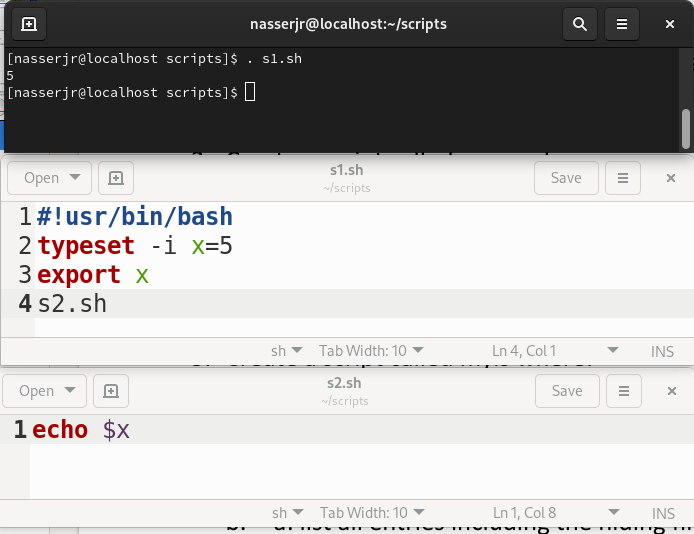 nasserjr@localhost:~/scripts
[nasserjr@localhost scripts]$ . s1.sh
5
[nasserjr@localhost scripts]$
Open
s1.sh
~/scripts
Save
1 #!usr/bin/bash
2 typeset -i x=5
3 export x
4 s2.sh
sh Tab Width: 10 Ln 4, Col 1 INS
Open
s2.sh
~/scripts
Save
1 echo $x
sh Tab Width: 10 Ln 1, Col 8 INS